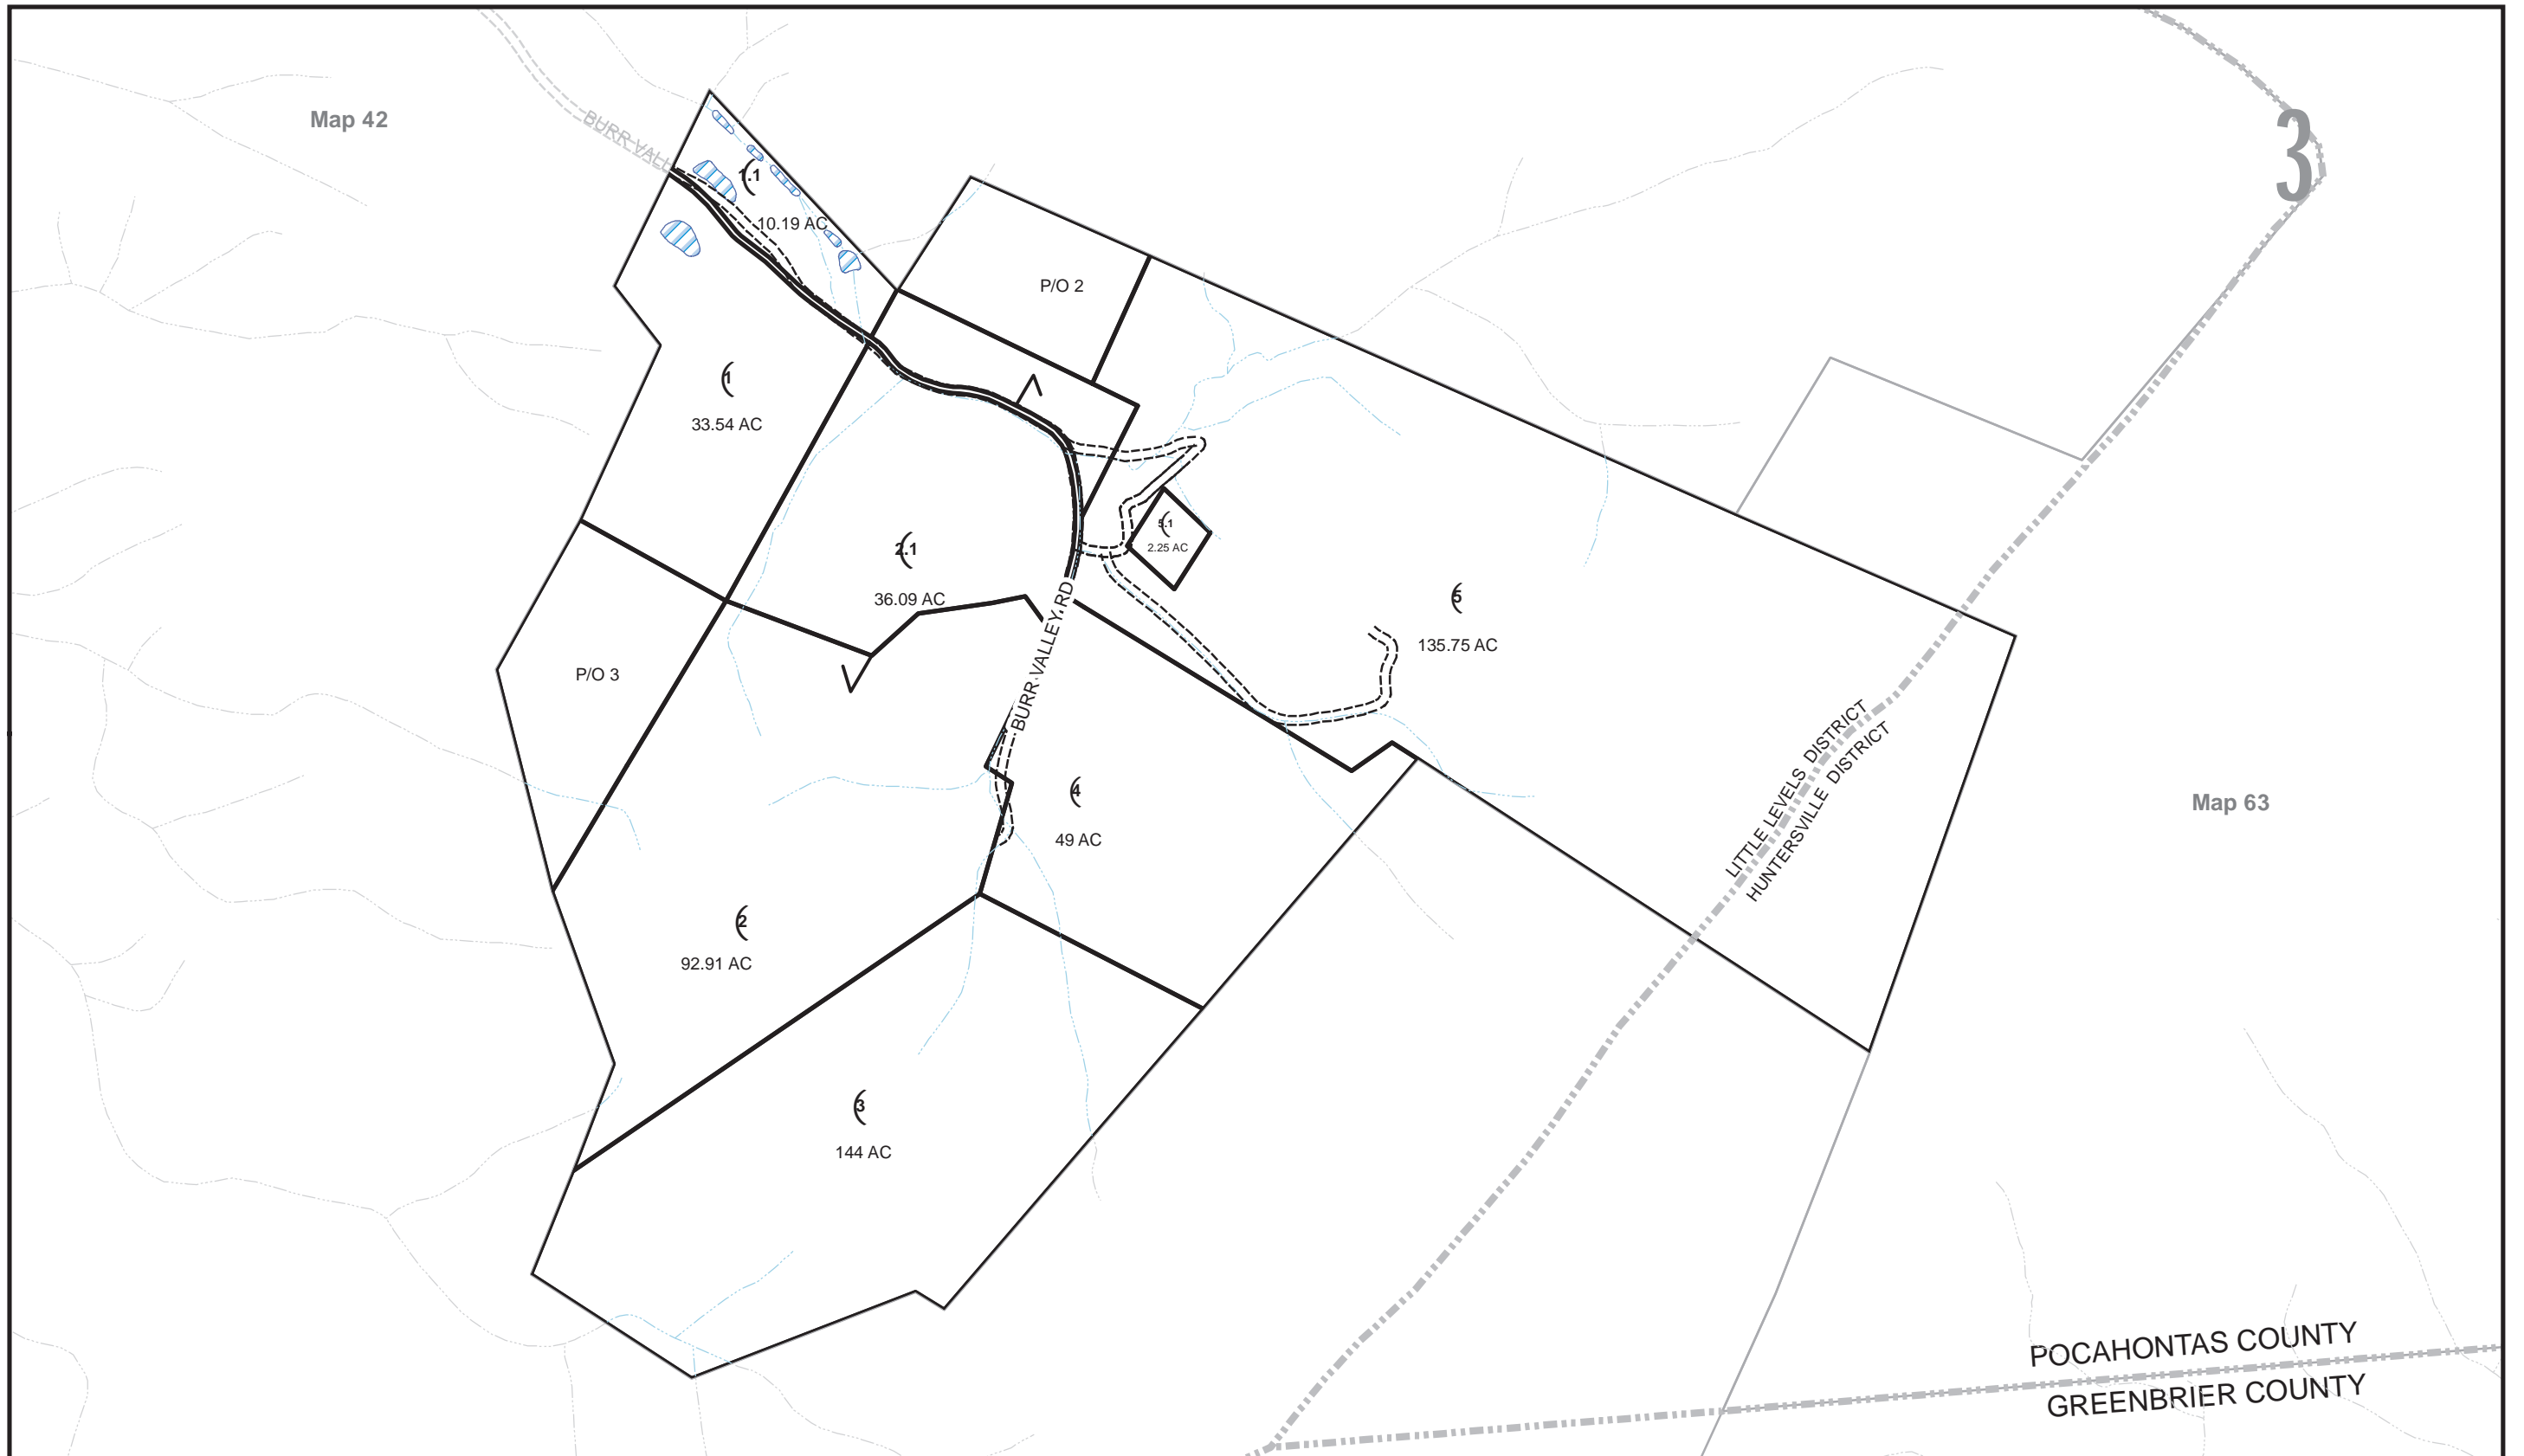 Map 42
BURR VALL
3
1.1
10.19 AC
P/O 2
1
33.54 AC
5.1
2.25 AC
2.1
36.09 AC
BURR VALLEY RD
5
135.75 AC
P/O 3
LITTLE LEVELS DISTRICT
HUNTERSVILLE DISTRICT
Map 63
4
49 AC
2
92.91 AC
3
144 AC
POCAHONTAS COUNTY
GREENBRIER COUNTY